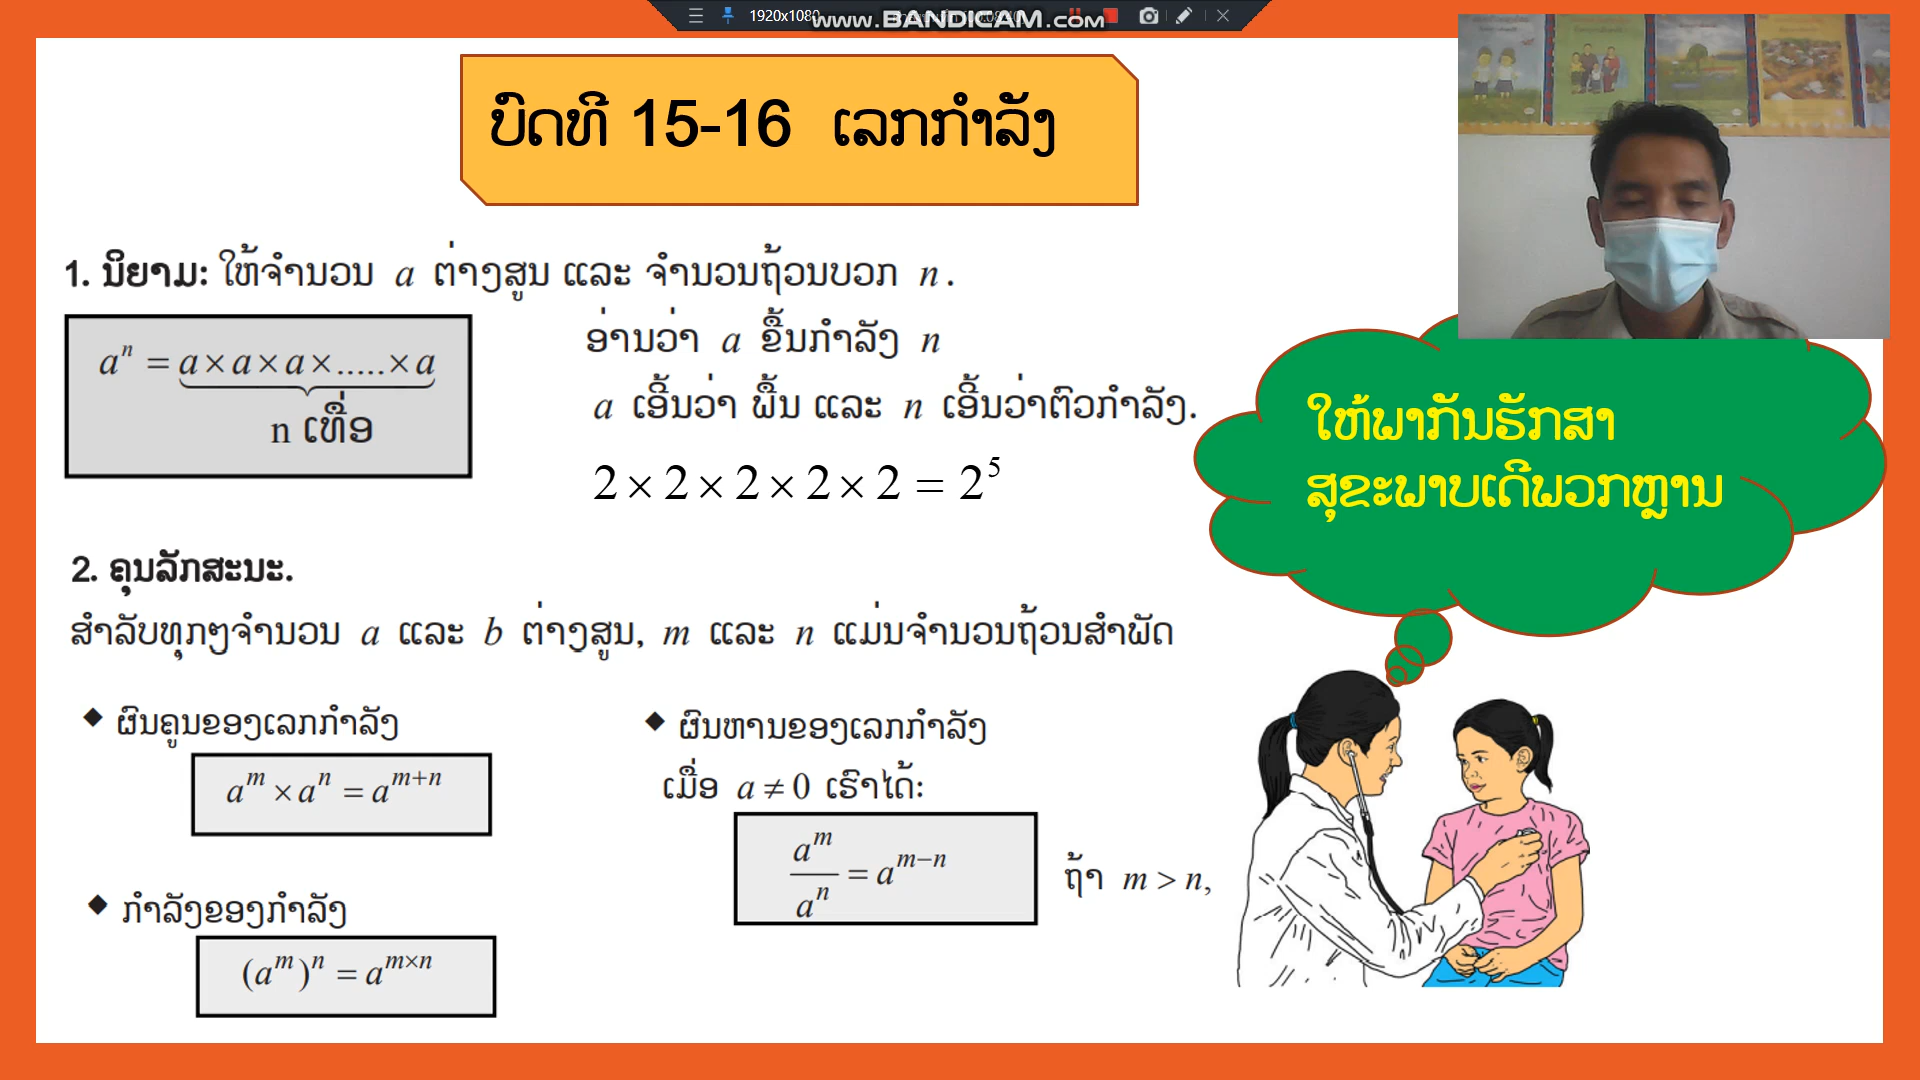 1920x1080
www.BANDICAM.com
ບົດທີ 15-16 ເລກກຳລັງ
1. ນິຍາມ: ໃຫ້ຈຳນວນ a ຕ່າງສູນ ແລະ ຈຳນວນຖ້ວນບວກ n.
aⁿ = a × a × a × ..... × a
n ເທື່ອ
ອ່ານວ່າ a ຂຶ້ນກຳລັງ n
a ເອີ້ນວ່າ ພື້ນ ແລະ n ເອີ້ນວ່າຕົວກຳລັງ.
2 × 2 × 2 × 2 × 2 = 2⁵
ໃຫ້ພາກັນຮັກສາ
ສຸຂະພາບເດີພວກຫຼານ
2. ຄຸນລັກສະນະ.
ສຳລັບທຸກໆຈຳນວນ a ແລະ b ຕ່າງສູນ, m ແລະ n ແມ່ນຈຳນວນຖ້ວນສຳພັດ
◆ ຜົນຄູນຂອງເລກກຳລັງ
aᵐ × aⁿ = aᵐ⁺ⁿ
◆ ກຳລັງຂອງກຳລັງ
(aᵐ)ⁿ = aᵐˣⁿ
◆ ຜົນຫານຂອງເລກກຳລັງ
ເມື່ອ a ≠ 0 ເຮົາໄດ້:
aᵐ/aⁿ = aᵐ⁻ⁿ ຖ້າ m > n,